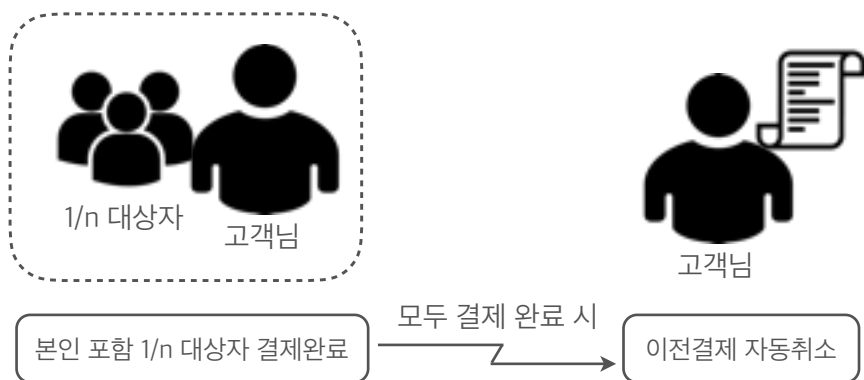 1/n 대상자
고객님
고객님
모두 결제 완료 시
본인 포함 1/n 대상자 결제완료
이전결제 자동취소